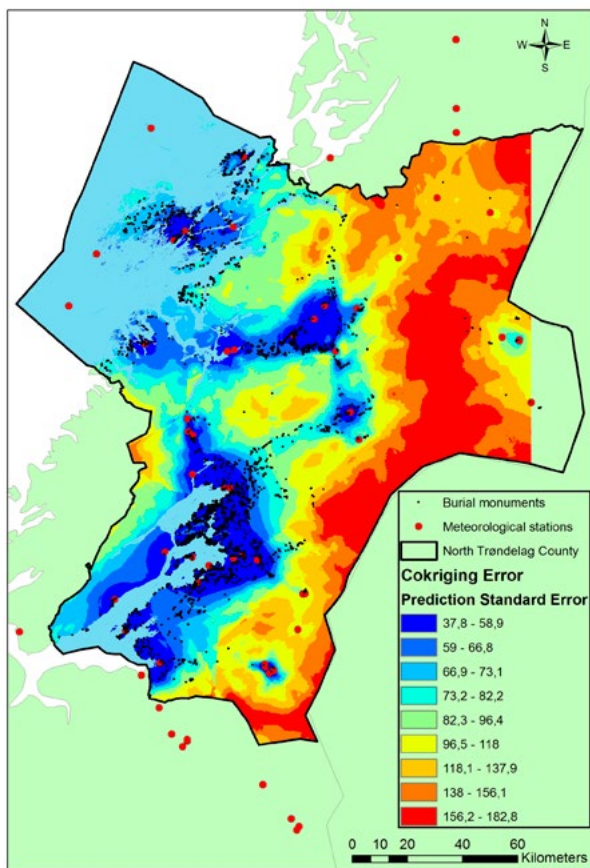 N
W E
S
Burial monuments
Meteorological stations
North Trøndelag County
Cokriging Error
Prediction Standard Error
37,8 - 58,9
59 - 66,8
66,9 - 73,1
73,2 - 82,2
82,3 - 96,4
96,5 - 118
118,1 - 137,9
138 - 156,1
156,2 - 182,8
0 10 20 40 60
Kilometers